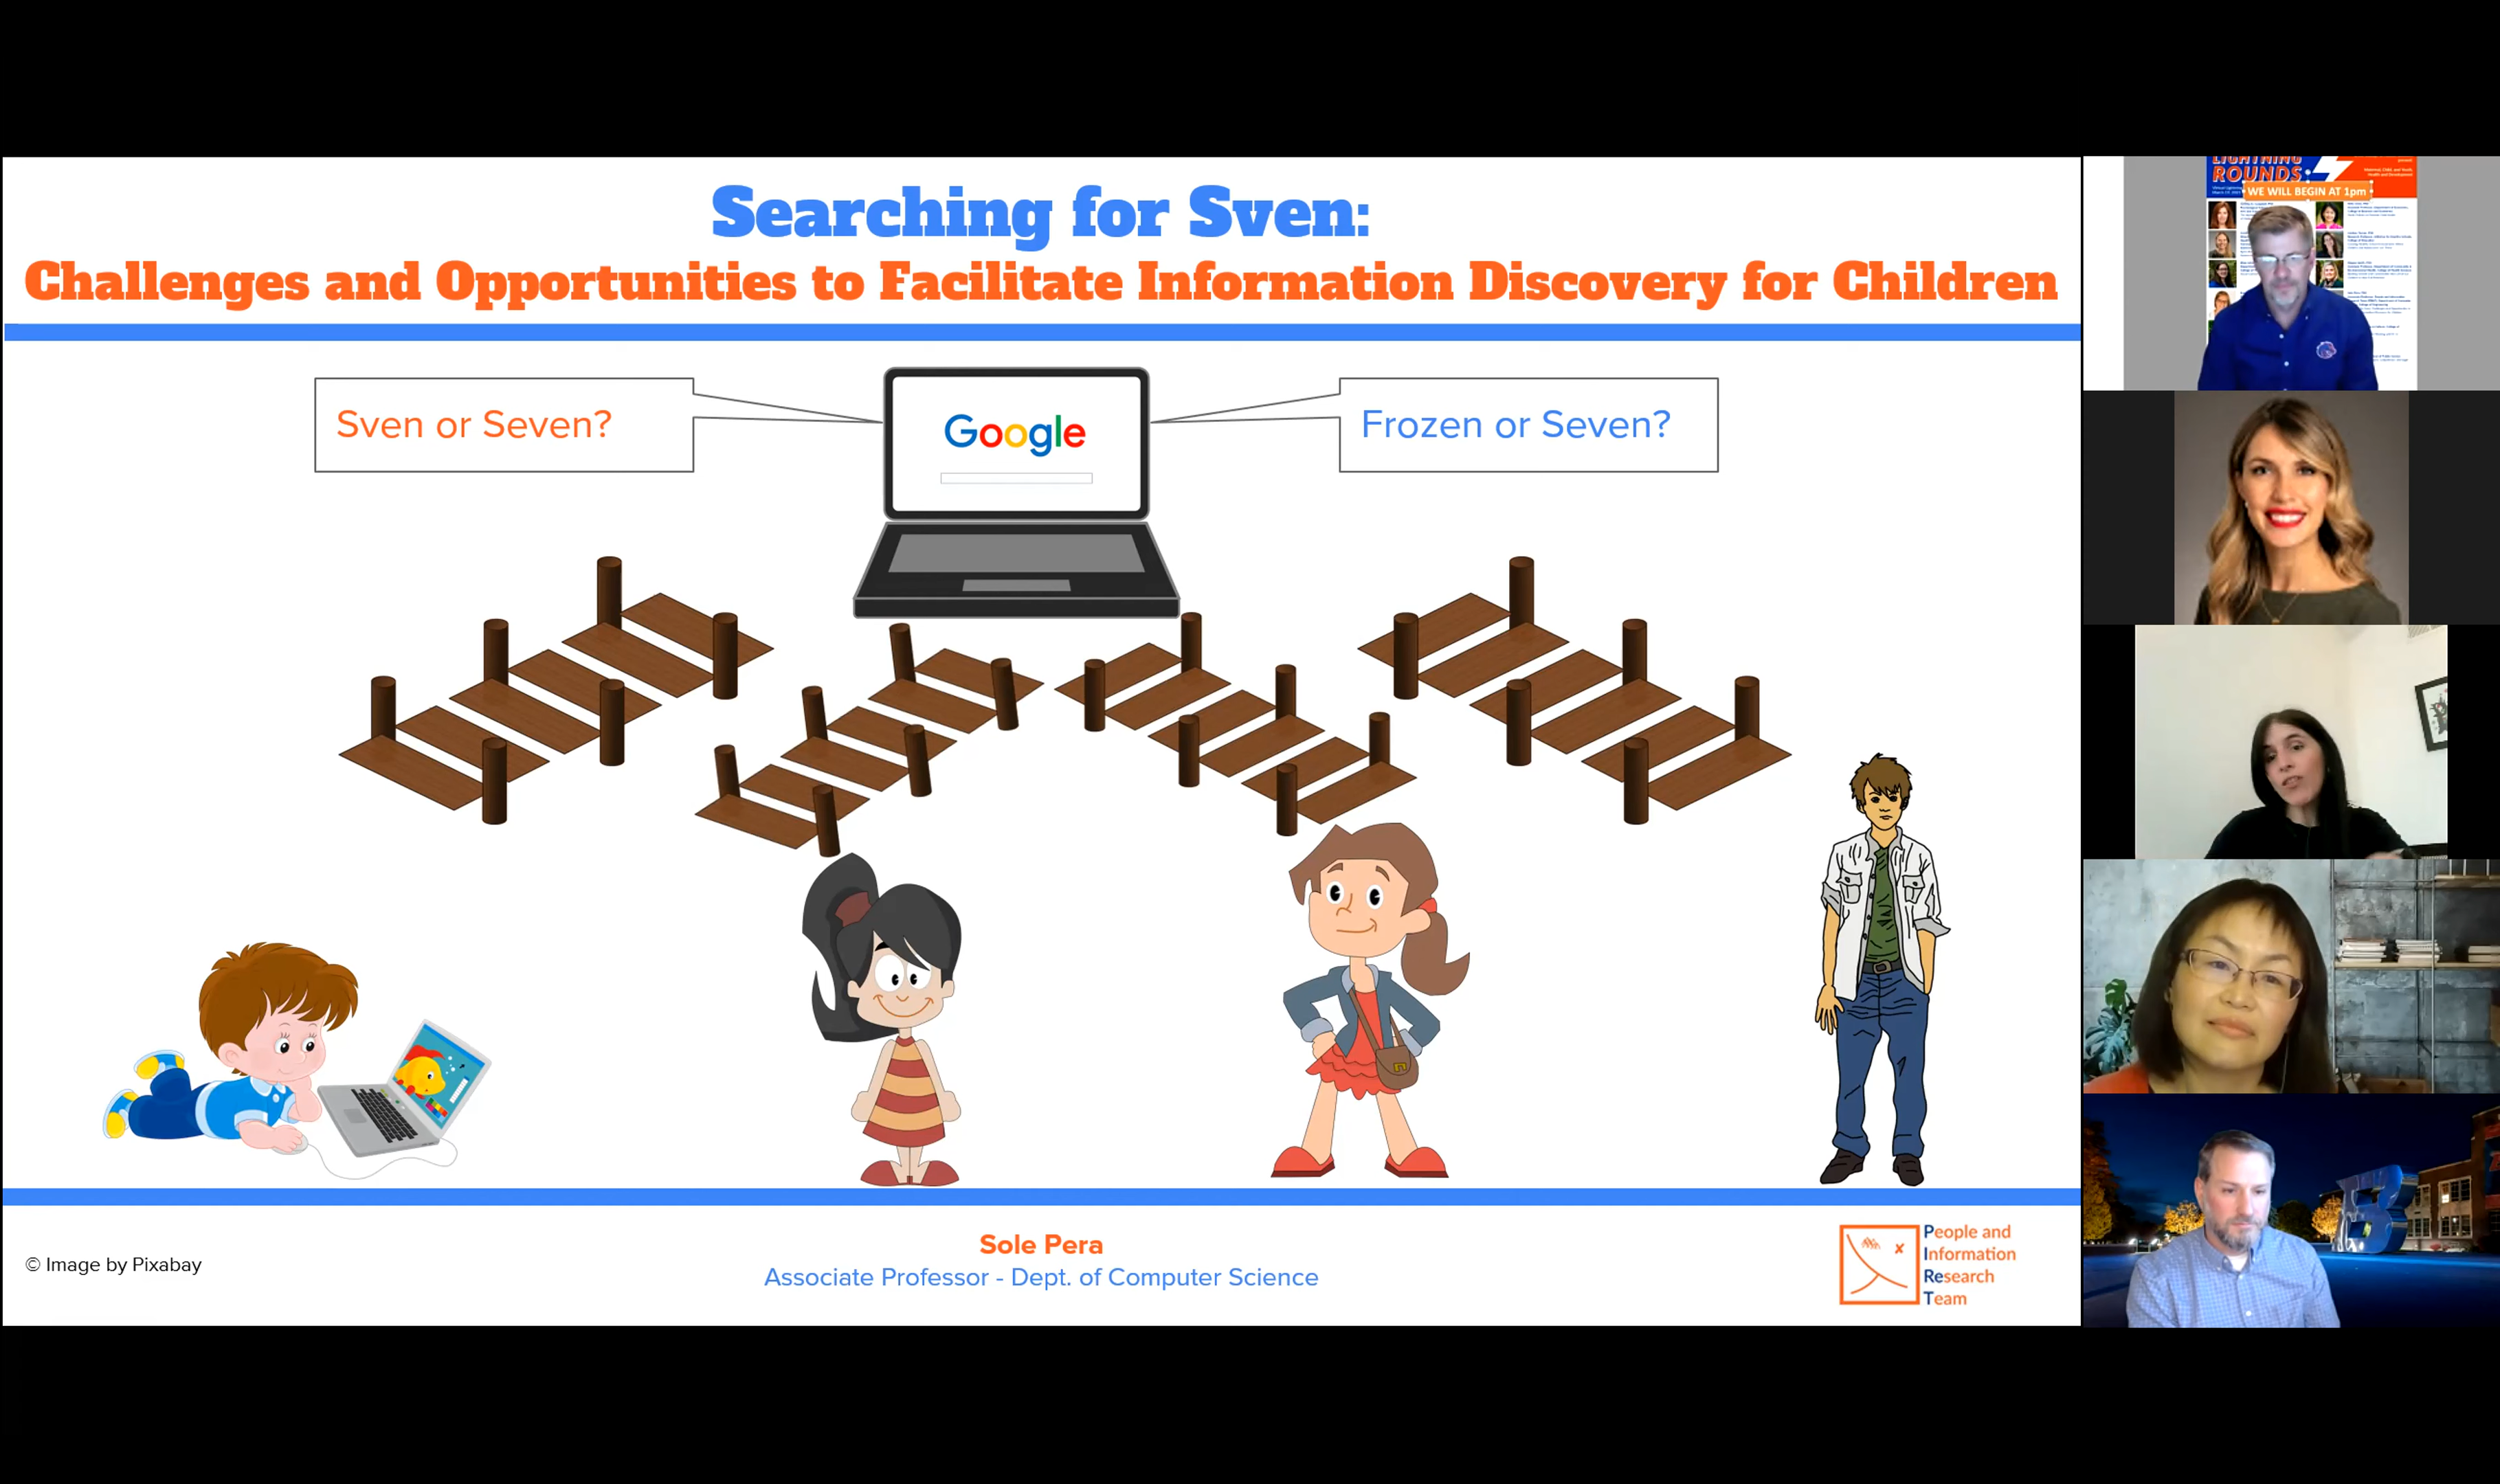 Searching for Sven:
Challenges and Opportunities to Facilitate Information Discovery for Children
Sven or Seven?
Google
Frozen or Seven?
© Image by Pixabay
Sole Pera
Associate Professor - Dept. of Computer Science
People and
Information
Research
Team
LIGHTNING
ROUNDS
WE WILL BEGIN AT 1pm